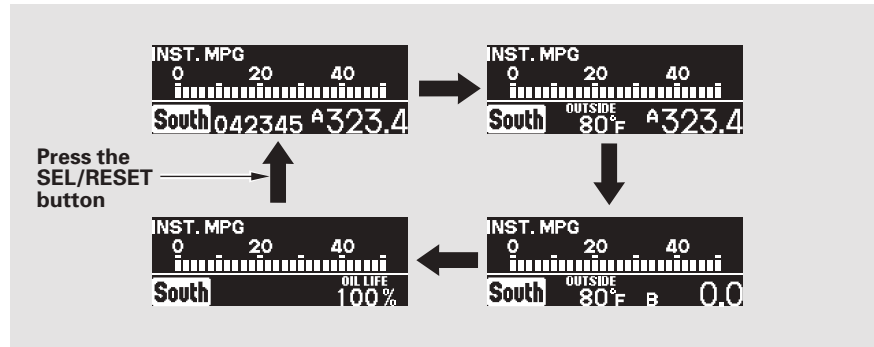 INST. MPG
0 20 40
South 042345 A 323.4
INST. MPG
0 20 40
OUTSIDE
South 80°F A 323.4
Press the
SEL/RESET
button
INST. MPG
0 20 40
OIL LIFE
South 100%
INST. MPG
0 20 40
OUTSIDE
South 80°F B 0.0